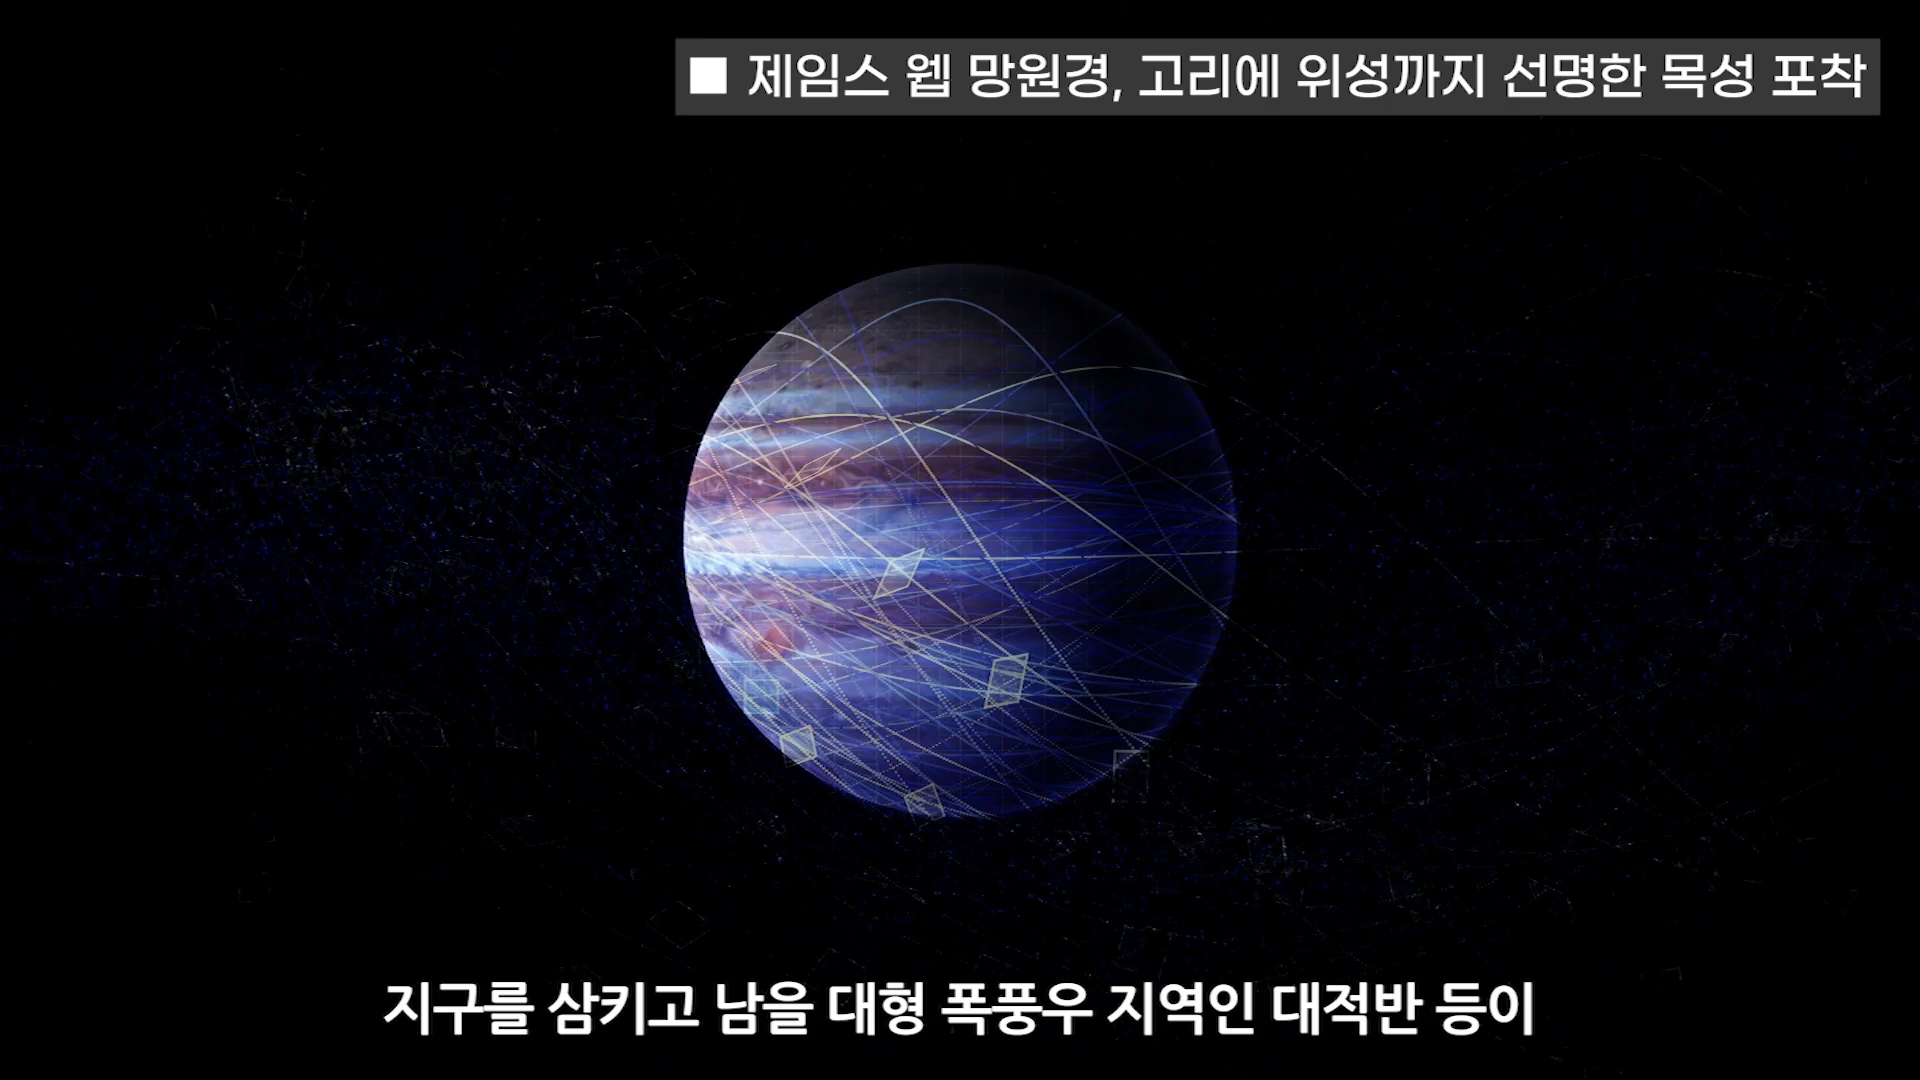 ■ 제임스 웹 망원경, 고리에 위성까지 선명한 목성 포착
지구를 삼키고 남을 대형 폭풍우 지역인 대적반 등이